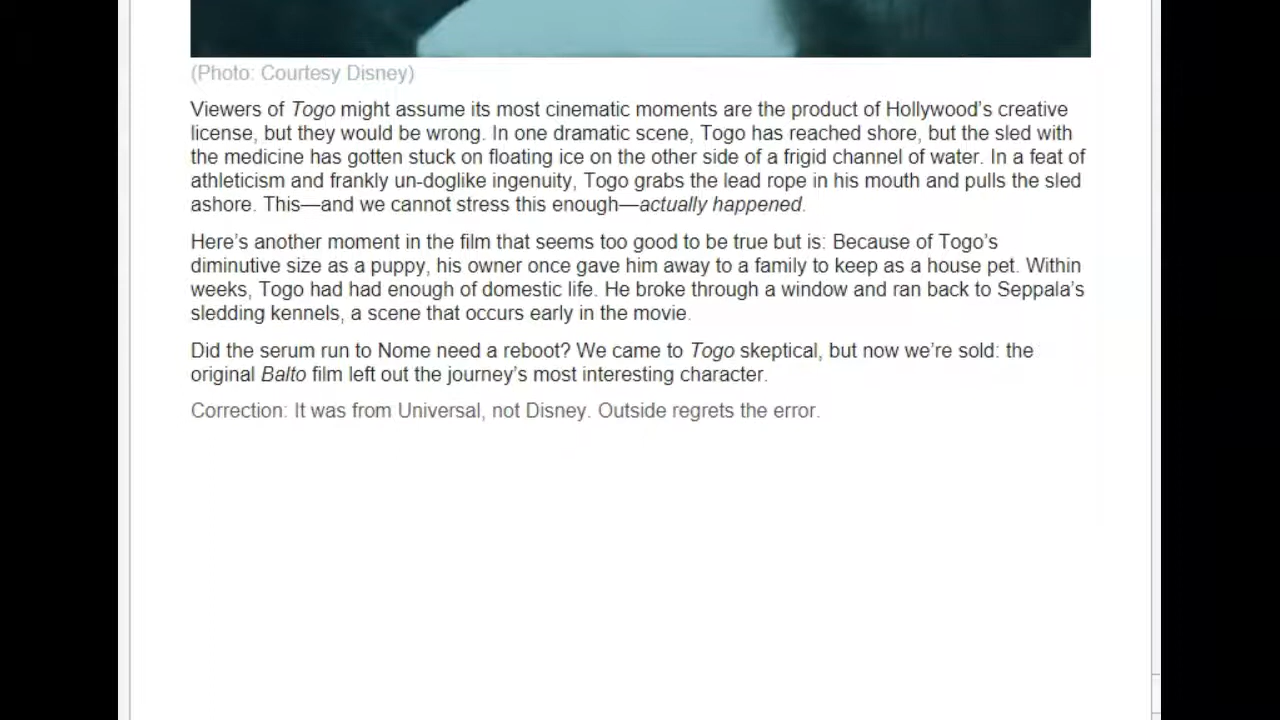 (Photo: Courtesy Disney)
Viewers of Togo might assume its most cinematic moments are the product of Hollywood's creative
license, but they would be wrong. In one dramatic scene, Togo has reached shore, but the sled with
the medicine has gotten stuck on floating ice on the other side of a frigid channel of water. In a feat of
athleticism and frankly un-doglike ingenuity, Togo grabs the lead rope in his mouth and pulls the sled
ashore. This—and we cannot stress this enough—actually happened.
Here's another moment in the film that seems too good to be true but is: Because of Togo's
diminutive size as a puppy, his owner once gave him away to a family to keep as a house pet. Within
weeks, Togo had had enough of domestic life. He broke through a window and ran back to Seppala's
sledding kennels, a scene that occurs early in the movie.
Did the serum run to Nome need a reboot? We came to Togo skeptical, but now we're sold: the
original Balto film left out the journey's most interesting character.
Correction: It was from Universal, not Disney. Outside regrets the error.